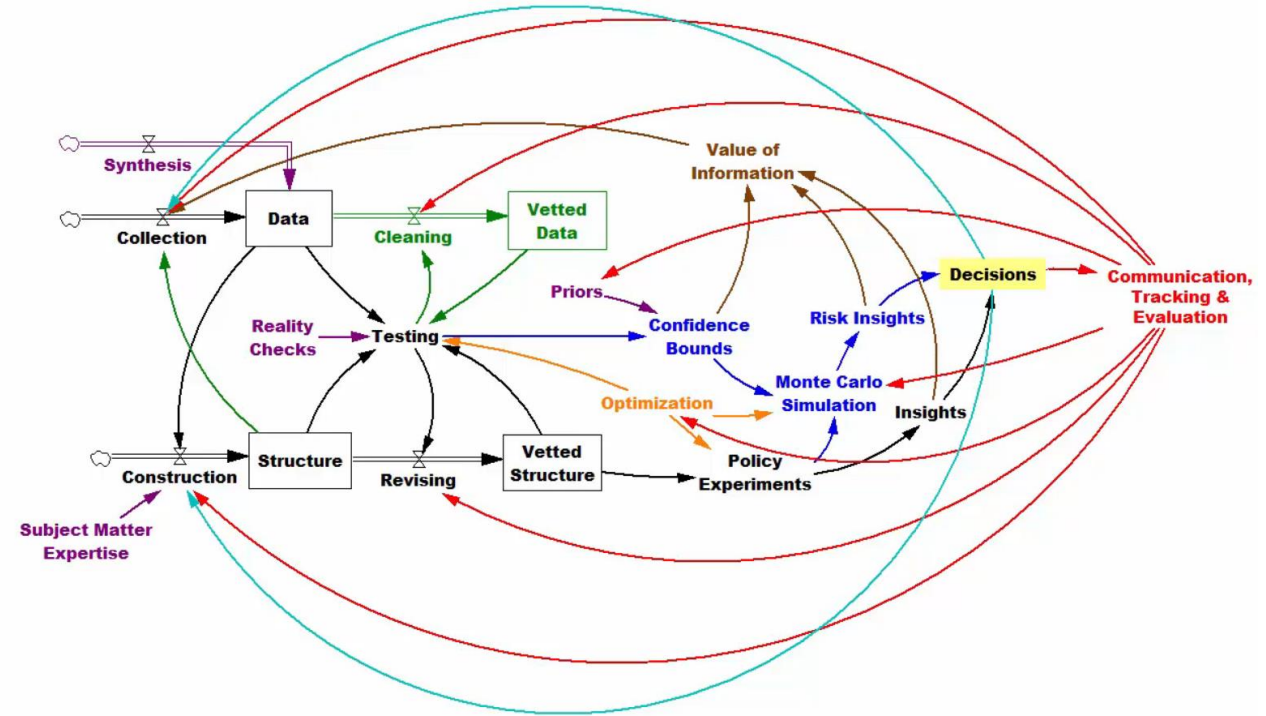 Value of
Information
Synthesis
Data
Vetted
Data
Collection
Cleaning
Decisions
Communication,
Tracking &
Evaluation
Priors
Reality
Checks
Testing
Confidence
Bounds
Risk Insights
Monte Carlo
Simulation
Optimization
Insights
Structure
Vetted
Structure
Policy
Experiments
Construction
Revising
Subject Matter
Expertise